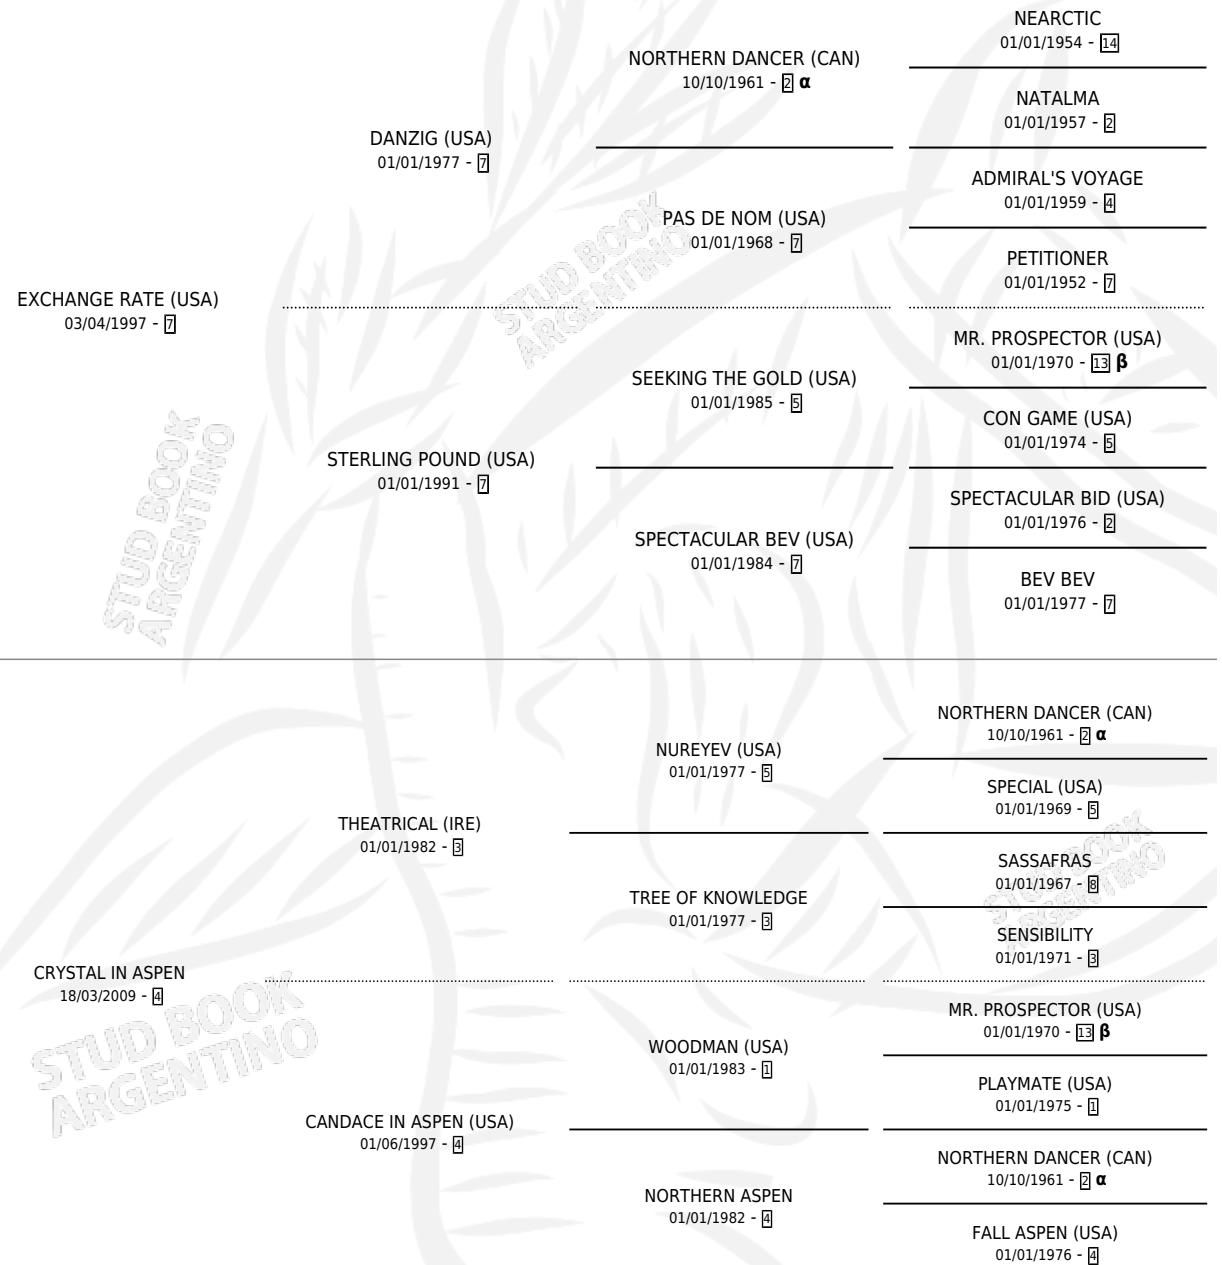 NEARCTIC
01/01/1954 - 14
NORTHERN DANCER (CAN)
10/10/1961 - 2 α
NATALMA
01/01/1957 - 2
DANZIG (USA)
01/01/1977 - 7
ADMIRAL'S VOYAGE
01/01/1959 - 4
PAS DE NOM (USA)
01/01/1968 - 7
PETITIONER
01/01/1952 - 7
EXCHANGE RATE (USA)
03/04/1997 - 7
MR. PROSPECTOR (USA)
01/01/1970 - 13 β
SEEKING THE GOLD (USA)
01/01/1985 - 5
CON GAME (USA)
01/01/1974 - 5
STERLING POUND (USA)
01/01/1991 - 7
SPECTACULAR BID (USA)
01/01/1976 - 2
SPECTACULAR BEV (USA)
01/01/1984 - 7
BEV BEV
01/01/1977 - 7
NORTHERN DANCER (CAN)
10/10/1961 - 2 α
NUREYEV (USA)
01/01/1977 - 5
SPECIAL (USA)
01/01/1969 - 5
THEATRICAL (IRE)
01/01/1982 - 3
SASSAFRAS
01/01/1967 - 8
TREE OF KNOWLEDGE
01/01/1977 - 3
SENSIBILITY
01/01/1971 - 3
CRYSTAL IN ASPEN
18/03/2009 - 4
MR. PROSPECTOR (USA)
01/01/1970 - 13 β
WOODMAN (USA)
01/01/1983 - 1
PLAYMATE (USA)
01/01/1975 - 1
CANDACE IN ASPEN (USA)
01/06/1997 - 4
NORTHERN DANCER (CAN)
10/10/1961 - 2 α
NORTHERN ASPEN
01/01/1982 - 4
FALL ASPEN (USA)
01/01/1976 - 4
STUD BOOK
ARGENTINO
STUD BOOK
ARGENTINO
STUD BOOK
ARGENTINO
STUD BOOK
ARGENTINO